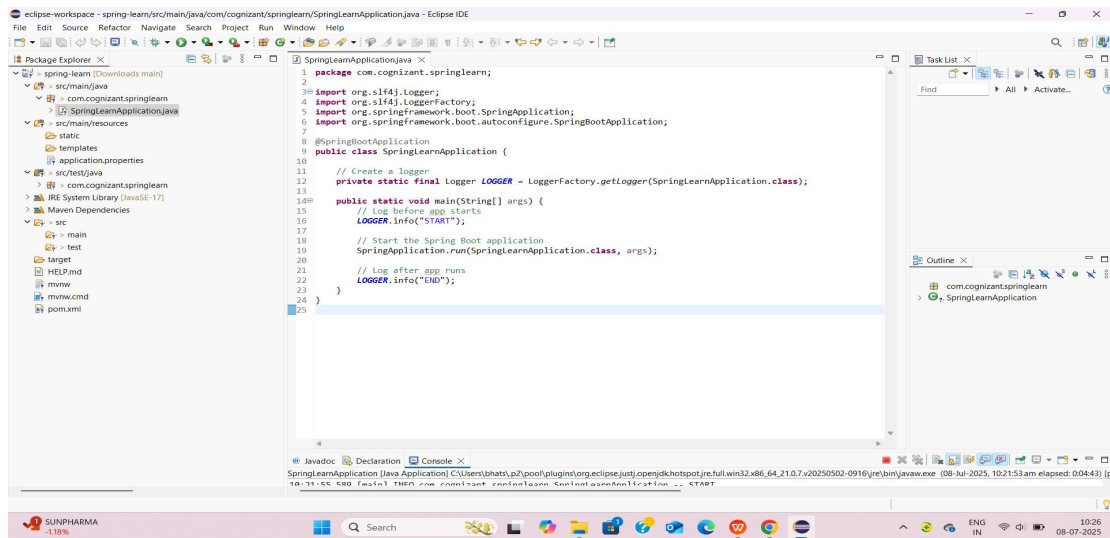 eclipse-workspace - spring-learn/src/main/java/com/cognizant/springlearn/SpringLearnApplication.java - Eclipse IDE
File Edit Source Refactor Navigate Search Project Run Window Help
Package Explorer
spring-learn [Downloads main]
src/main/java
com.cognizant.springlearn
SpringLearnApplication.java
src/main/resources
static
templates
application.properties
src/test/java
com.cognizant.springlearn
JRE System Library [JavaSE-17]
Maven Dependencies
src
main
test
target
HELP.md
mvnw
mvnw.cmd
pom.xml
SpringLearnApplication.java
1 package com.cognizant.springlearn;
2
3 import org.slf4j.Logger;
4 import org.slf4j.LoggerFactory;
5 import org.springframework.boot.SpringApplication;
6 import org.springframework.boot.autoconfigure.SpringBootApplication;
7
8 @SpringBootApplication
9 public class SpringLearnApplication {
10
11 // Create a logger
12 private static final Logger LOGGER = LoggerFactory.getLogger(SpringLearnApplication.class);
13
14 public static void main(String[] args) {
15 // Log before app starts
16 LOGGER.info("START");
17
18 // Start the Spring Boot application
19 SpringApplication.run(SpringLearnApplication.class, args);
20
21 // Log after app runs
22 LOGGER.info("END");
23 }
24 }
25
Task List
Find All Activate...
Outline
com.cognizant.springlearn
SpringLearnApplication
Javadoc Declaration Console
SpringLearnApplication [Java Application] C:\Users\bhats\.p2\pool\plugins\org.eclipse.justj.openjdk.hotspot.jre.full.win32.x86_64_21.0.7.v20250502-0916\jre\bin\javaw.exe (08-Jul-2025, 10:21:53 am elapsed: 0:04:43) [p
10:21:55.589 [main] INFO com.cognizant.springlearn.SpringLearnApplication -- START
SUNPHARMA
-1.18%
Search
ENG
IN
10:26
08-07-2025